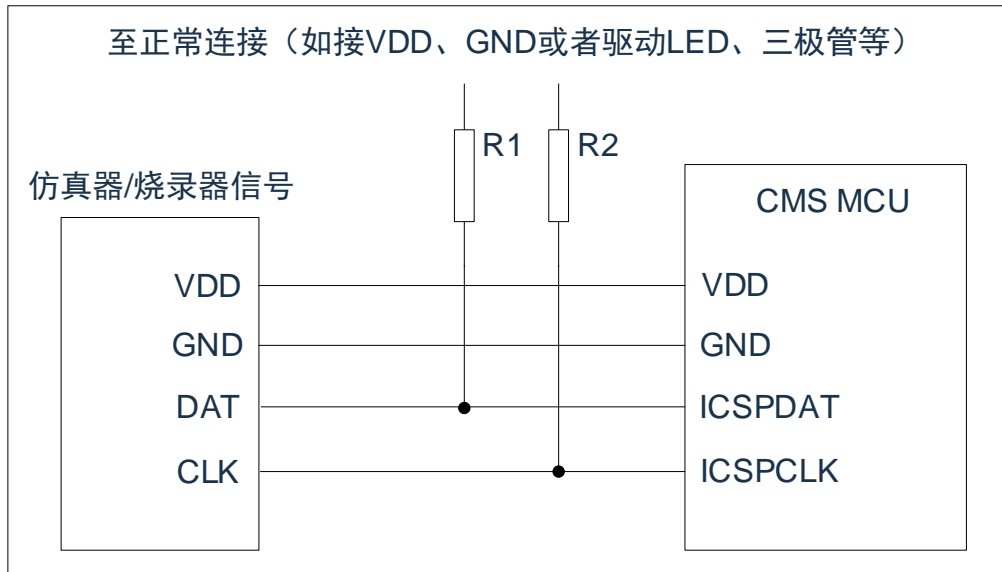 至正常连接（如接VDD、GND或者驱动LED、三极管等）
R1
R2
仿真器/烧录器信号
CMS MCU
VDD
VDD
GND
GND
DAT
ICSPDAT
CLK
ICSPCLK